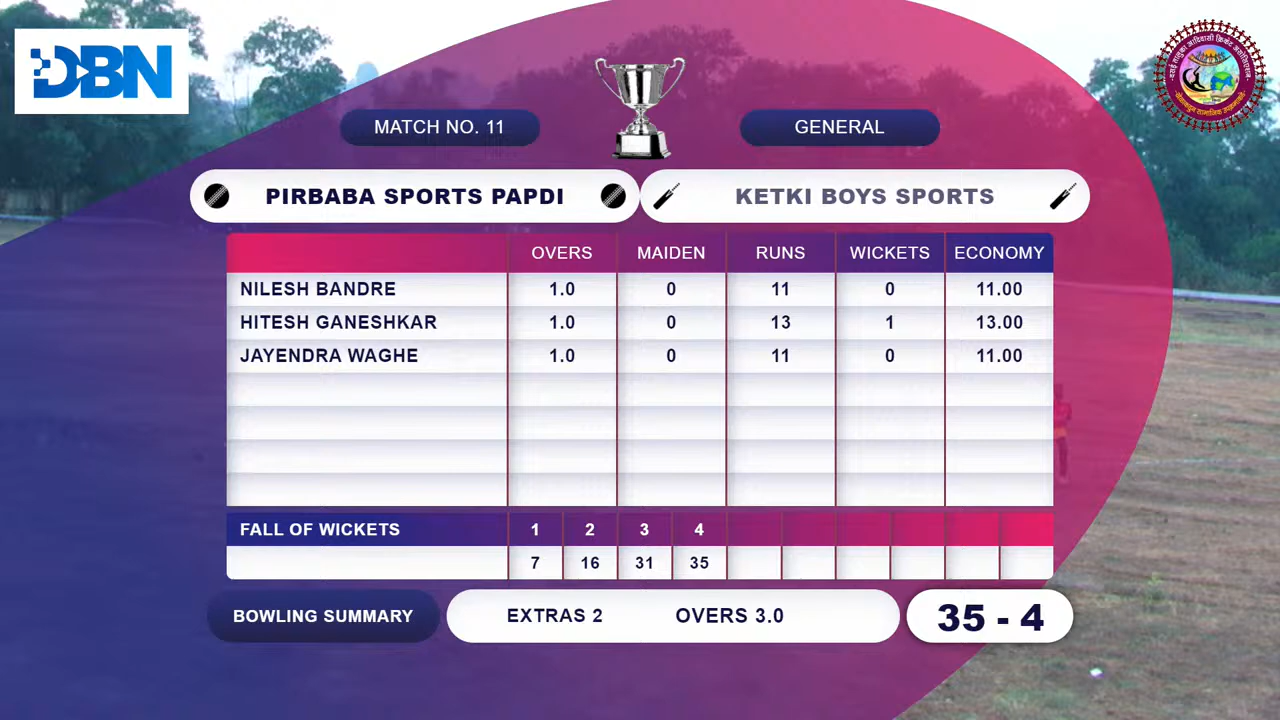 DBN
MATCH NO. 11
GENERAL
PIRBABA SPORTS PAPDI
KETKI BOYS SPORTS
OVERS MAIDEN RUNS WICKETS ECONOMY
NILESH BANDRE 1.0 0 11 0 11.00
HITESH GANESHKAR 1.0 0 13 1 13.00
JAYENDRA WAGHE 1.0 0 11 0 11.00
FALL OF WICKETS 1 2 3 4
7 16 31 35
BOWLING SUMMARY EXTRAS 2 OVERS 3.0 35 - 4